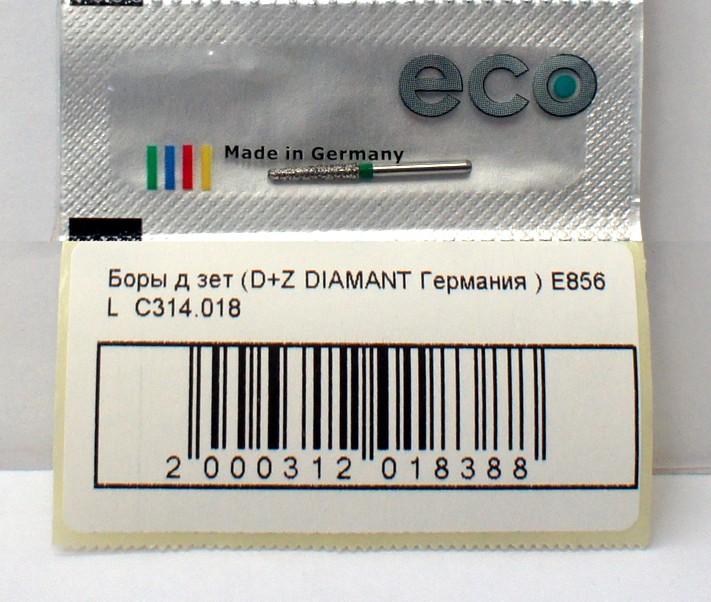 eco
Made in Germany
Боры д зет (D+Z DIAMANT Германия ) E856
L C314.018
2 000312 018388